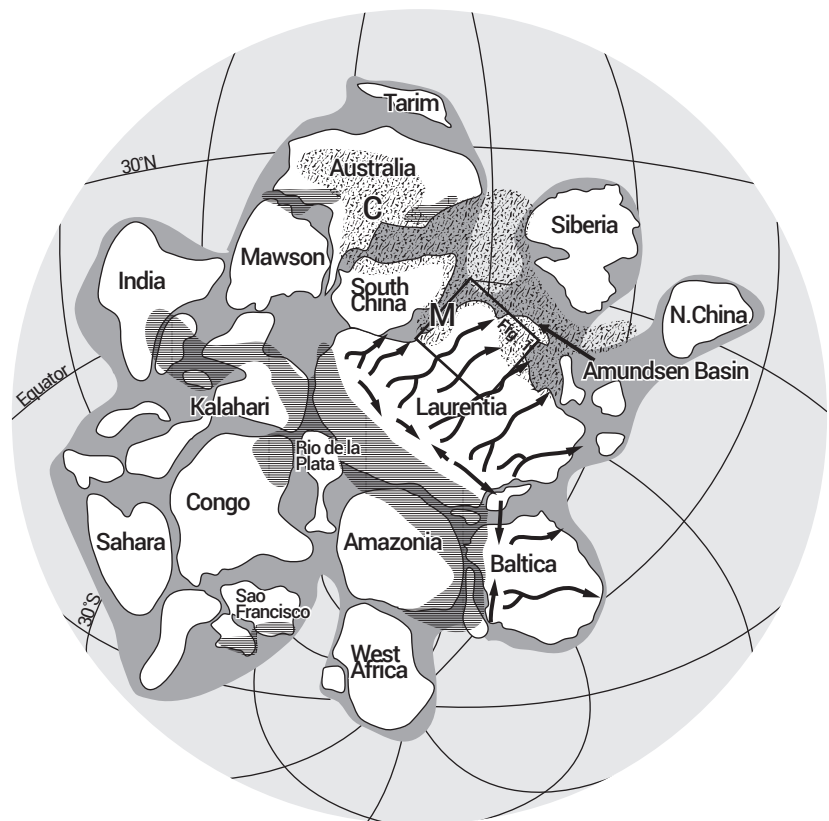 Tarim
30°N
Australia
C
Siberia
Mawson
India
South
China
M
Fig. 1
N.China
Amundsen Basin
Equator
Kalahari
Laurentia
Rio de la
Plata
Congo
Sahara
Amazonia
Baltica
Sao
Francisco
30°S
West
Africa